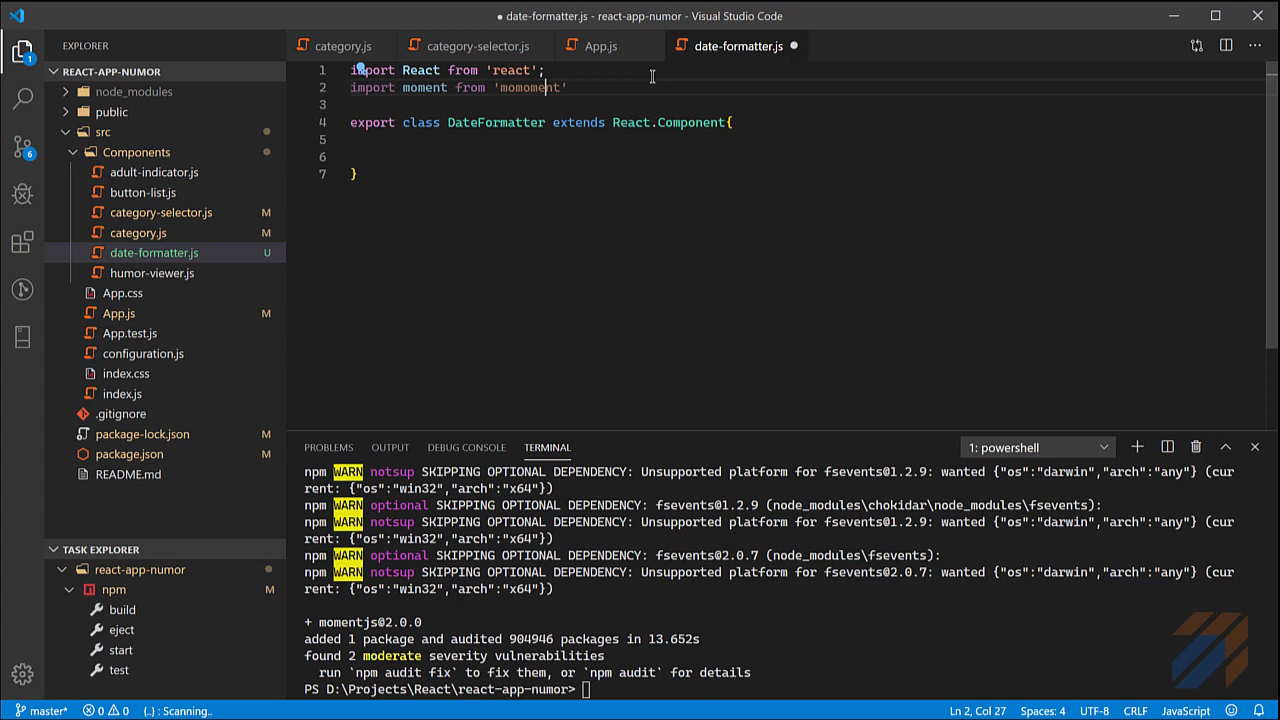 ● date-formatter.js - react-app-numor - Visual Studio Code
EXPLORER
category.js
category-selector.js
App.js
date-formatter.js ●
REACT-APP-NUMOR
node_modules
public
src
Components
adult-indicator.js
button-list.js
category-selector.js M
category.js M
date-formatter.js U
humor-viewer.js
App.css
App.js M
App.test.js
configuration.js
index.css
index.js
.gitignore
package-lock.json M
package.json M
README.md
1
6
1 import React from 'react';
2 import moment from 'momoment'
3
4 export class DateFormatter extends React.Component{
5
6
7 }
PROBLEMS OUTPUT DEBUG CONSOLE TERMINAL 1: powershell
npm WARN notsup SKIPPING OPTIONAL DEPENDENCY: Unsupported platform for fsevents@1.2.9: wanted {"os":"darwin","arch":"any"} (cur
rent: {"os":"win32","arch":"x64"})
npm WARN optional SKIPPING OPTIONAL DEPENDENCY: fsevents@1.2.9 (node_modules\chokidar\node_modules\fsevents):
npm WARN notsup SKIPPING OPTIONAL DEPENDENCY: Unsupported platform for fsevents@1.2.9: wanted {"os":"darwin","arch":"any"} (cur
rent: {"os":"win32","arch":"x64"})
npm WARN optional SKIPPING OPTIONAL DEPENDENCY: fsevents@2.0.7 (node_modules\fsevents):
npm WARN notsup SKIPPING OPTIONAL DEPENDENCY: Unsupported platform for fsevents@2.0.7: wanted {"os":"darwin","arch":"any"} (cur
rent: {"os":"win32","arch":"x64"})
+ momentjs@2.0.0
added 1 package and audited 904946 packages in 13.652s
found 2 moderate severity vulnerabilities
run `npm audit fix` to fix them, or `npm audit` for details
PS D:\Projects\React\react-app-numor>
TASK EXPLORER
react-app-numor
npm M
build
eject
start
test
master* 0 0 {..} : Scanning..
Ln 2, Col 27 Spaces: 4 UTF-8 CRLF JavaScript